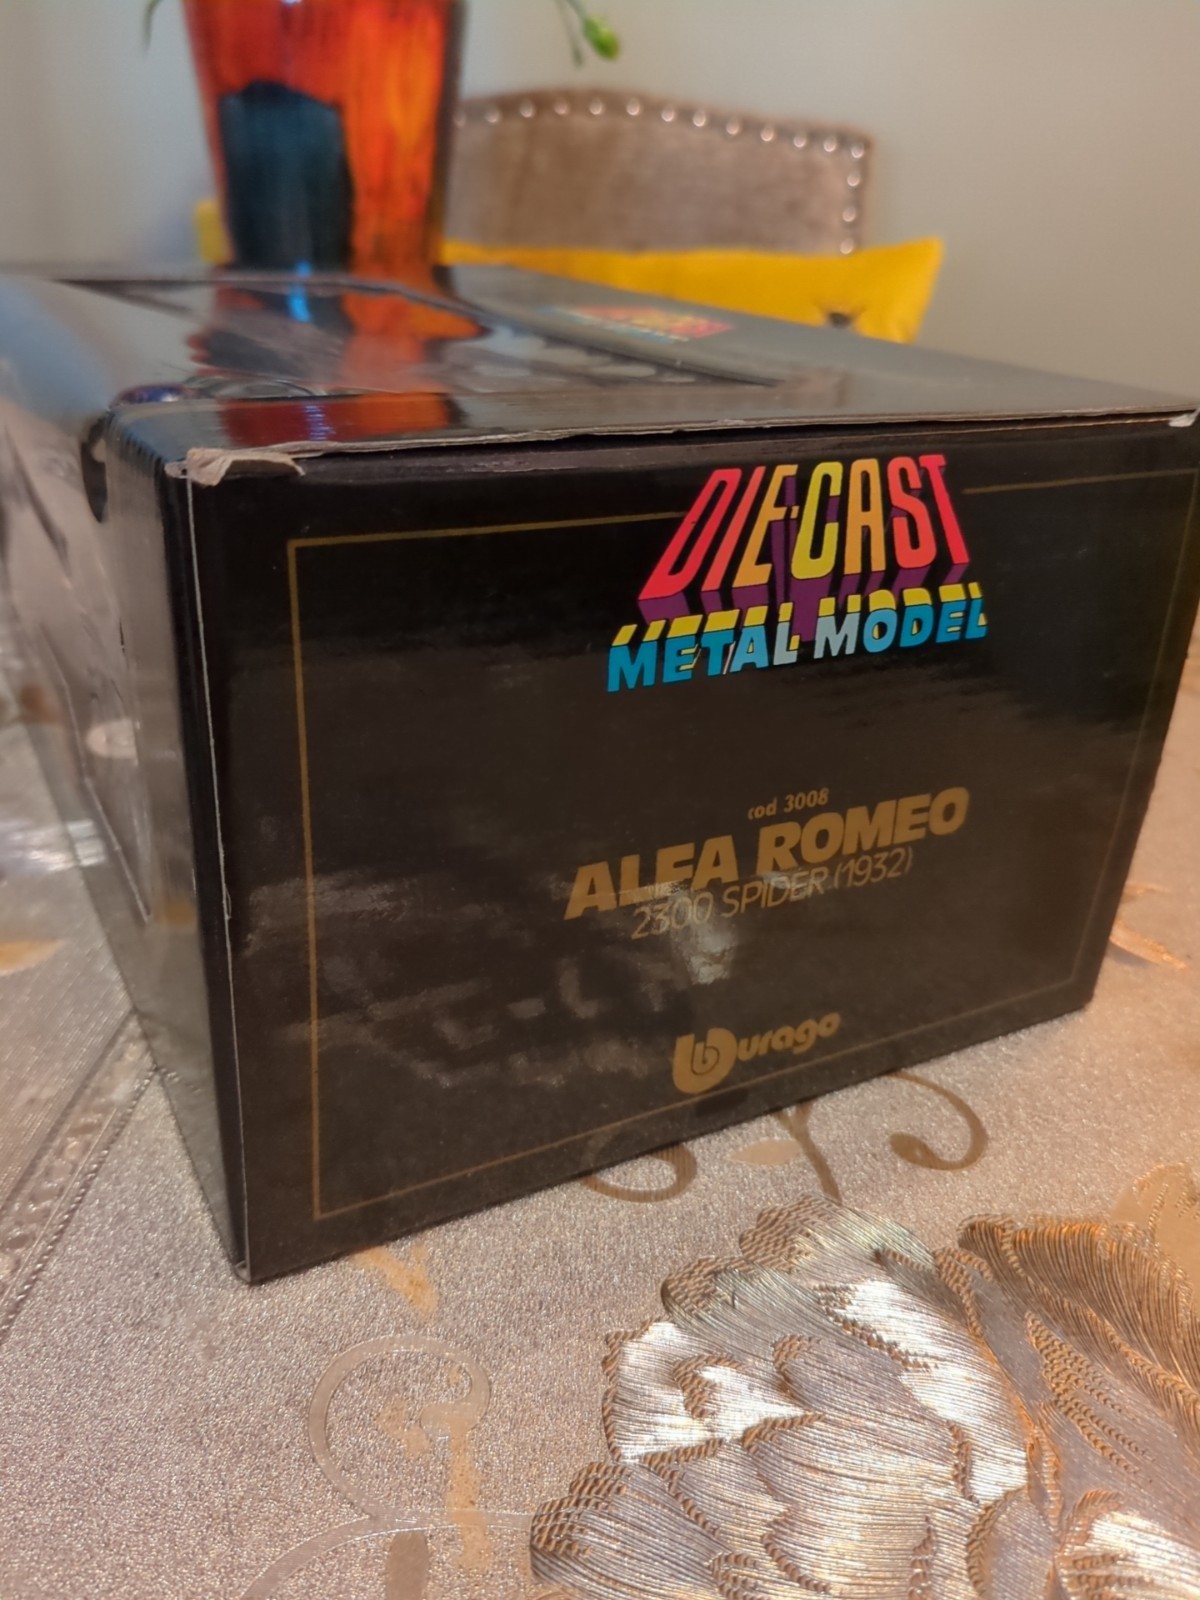 DIE-CAST
METAL MODEL
cod 3008
ALFA ROMEO
2300 SPIDER (1932)
burago